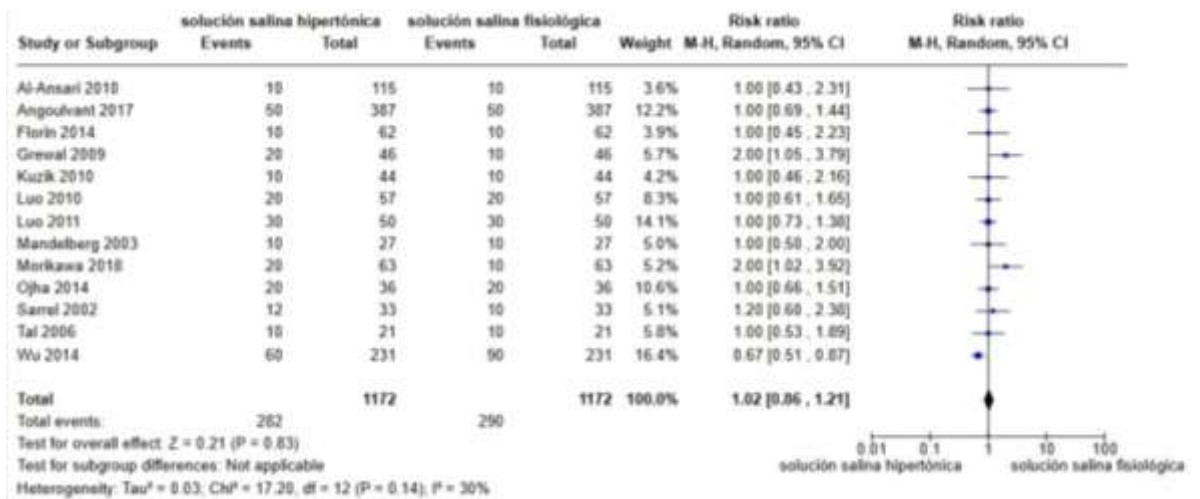 solución salina hipertónica solución salina fisiológica Risk ratio Risk ratio
Study or Subgroup Events Total Events Total Weight M-H, Random, 95% CI M-H, Random, 95% CI
Al-Ansari 2010 10 115 10 115 3.6% 1.00 [0.43 , 2.31]
Angoulvant 2017 50 387 50 387 12.2% 1.00 [0.69 , 1.44]
Florin 2014 10 62 10 62 3.9% 1.00 [0.45 , 2.23]
Grewal 2009 20 46 10 46 5.7% 2.00 [1.05 , 3.79]
Kuzik 2010 10 44 10 44 4.2% 1.00 [0.46 , 2.16]
Luo 2010 20 57 20 57 8.3% 1.00 [0.61 , 1.65]
Luo 2011 30 50 30 50 14.1% 1.00 [0.73 , 1.38]
Mandelberg 2003 10 27 10 27 5.0% 1.00 [0.50 , 2.00]
Morikawa 2018 20 63 10 63 5.2% 2.00 [1.02 , 3.92]
Ojha 2014 20 36 20 36 10.6% 1.00 [0.66 , 1.51]
Sarrel 2002 12 33 10 33 5.1% 1.20 [0.60 , 2.38]
Tal 2006 10 21 10 21 5.8% 1.00 [0.53 , 1.89]
Wu 2014 60 231 90 231 16.4% 0.67 [0.51 , 0.87]
Total 1172 1172 100.0% 1.02 [0.86 , 1.21]
Total events: 282 290
Test for overall effect: Z = 0.21 (P = 0.83)
0.01 0.1 1 10 100
Test for subgroup differences: Not applicable
solución salina hipertónica solución salina fisiológica
Heterogeneity: Tau² = 0.03; Chi² = 17.20, df = 12 (P = 0.14); I² = 30%